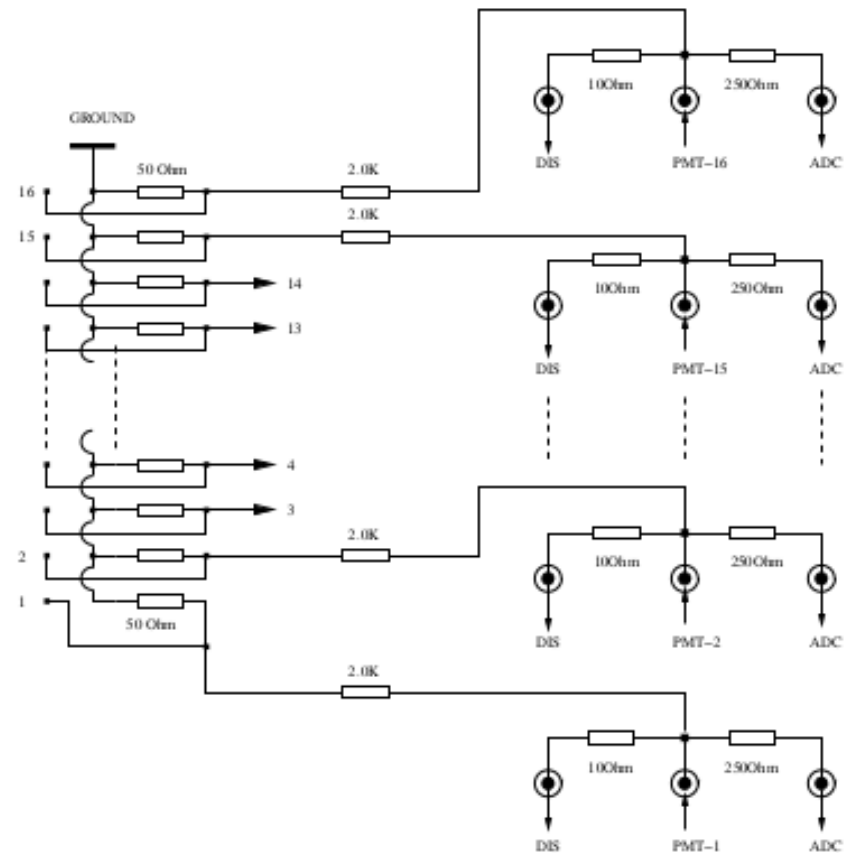 10Ohm
250Ohm
GROUND
DIS
PMT-16
ADC
50 Ohm
2.0K
16
2.0K
15
10Ohm
250Ohm
14
13
DIS
PMT-15
ADC
4
3
2.0K
2
10Ohm
250Ohm
1
50 Ohm
DIS
PMT-2
ADC
2.0K
10Ohm
250Ohm
DIS
PMT-1
ADC